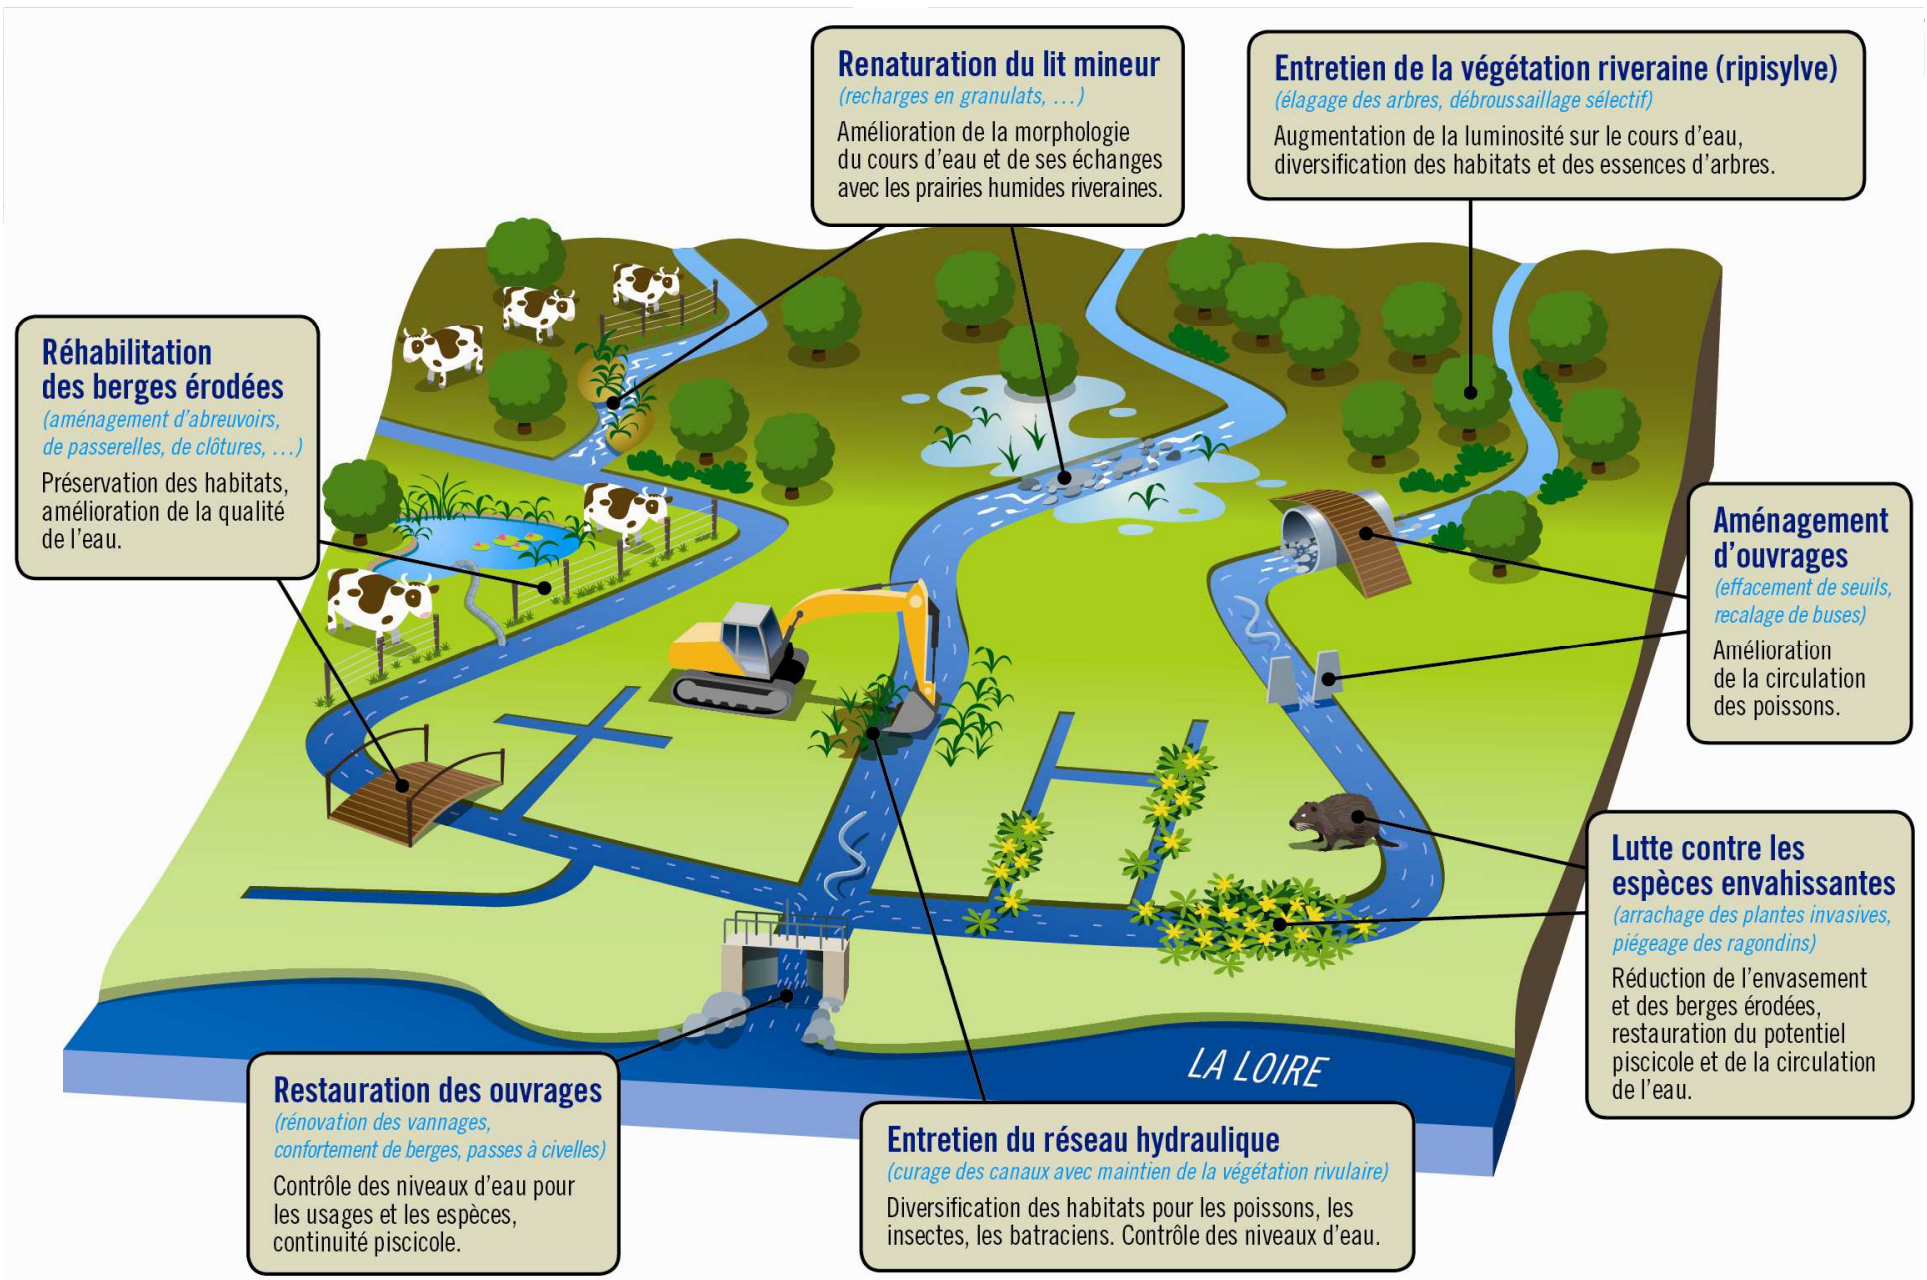 Renaturation du lit mineur
(recharges en granulats, …)
Amélioration de la morphologie
du cours d'eau et de ses échanges
avec les prairies humides riveraines.
Entretien de la végétation riveraine (ripisylve)
(élagage des arbres, débroussaillage sélectif)
Augmentation de la luminosité sur le cours d'eau,
diversification des habitats et des essences d'arbres.
Réhabilitation
des berges érodées
(aménagement d'abreuvoirs,
de passerelles, de clôtures, …)
Préservation des habitats,
amélioration de la qualité
de l'eau.
Aménagement
d'ouvrages
(effacement de seuils,
recalage de buses)
Amélioration
de la circulation
des poissons.
Lutte contre les
espèces envahissantes
(arrachage des plantes invasives,
piégeage des ragondins)
Réduction de l'envasement
et des berges érodées,
restauration du potentiel
piscicole et de la circulation
de l'eau.
LA LOIRE
Restauration des ouvrages
(rénovation des vannages,
confortement de berges, passes à civelles)
Contrôle des niveaux d'eau pour
les usages et les espèces,
continuité piscicole.
Entretien du réseau hydraulique
(curage des canaux avec maintien de la végétation rivulaire)
Diversification des habitats pour les poissons, les
insectes, les batraciens. Contrôle des niveaux d'eau.